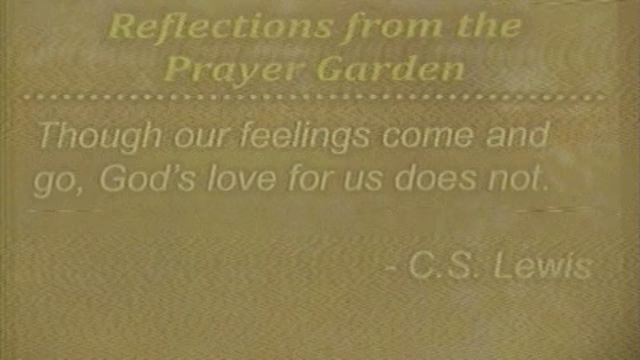 Reflections from the
Prayer Garden
Though our feelings come and
go, God's love for us does not.
- C.S. Lewis